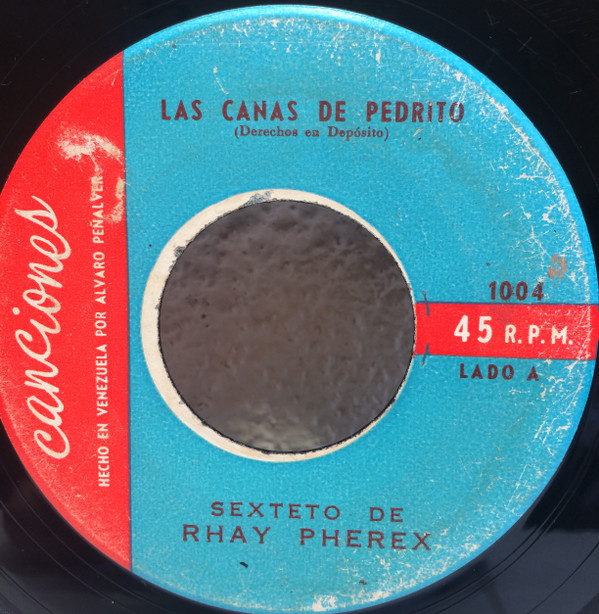 LAS CANAS DE PEDRITO
(Derechos en Depósito)
canciones
HECHO EN VENEZUELA POR ALVARO PEÑALVER
1004
45 R.P.M.
LADO A
SEXTETO DE
RHAY PHEREX